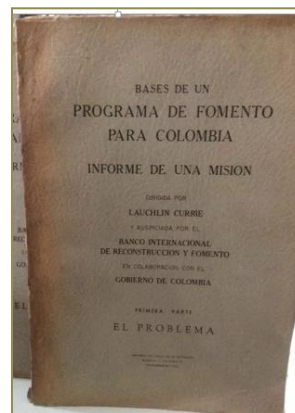 BASES DE UN
PROGRAMA DE FOMENTO
PARA COLOMBIA
INFORME DE UNA MISION
DIRIGIDA POR
LAUCHLIN CURRIE
Y AUSPICIADA POR EL
BANCO INTERNACIONAL
DE RECONSTRUCCION Y FOMENTO
EN COLABORACION CON EL
GOBIERNO DE COLOMBIA
PRIMERA PARTE
EL PROBLEMA